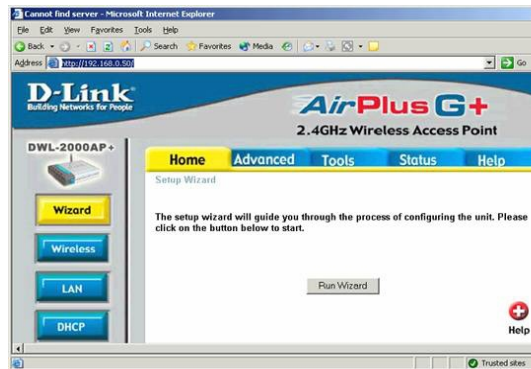 Cannot find server - Microsoft Internet Explorer
File Edit View Favorites Tools Help
Back Search Favorites Media
Address http://192.168.0.50/ Go
D-Link
Building Networks for People
AirPlus G+
2.4GHz Wireless Access Point
DWL-2000AP+
Home Advanced Tools Status Help
Setup Wizard
Wizard
The setup wizard will guide you through the process of configuring the unit. Please
click on the button below to start.
Wireless
LAN
Run Wizard
DHCP
Help
Trusted sites